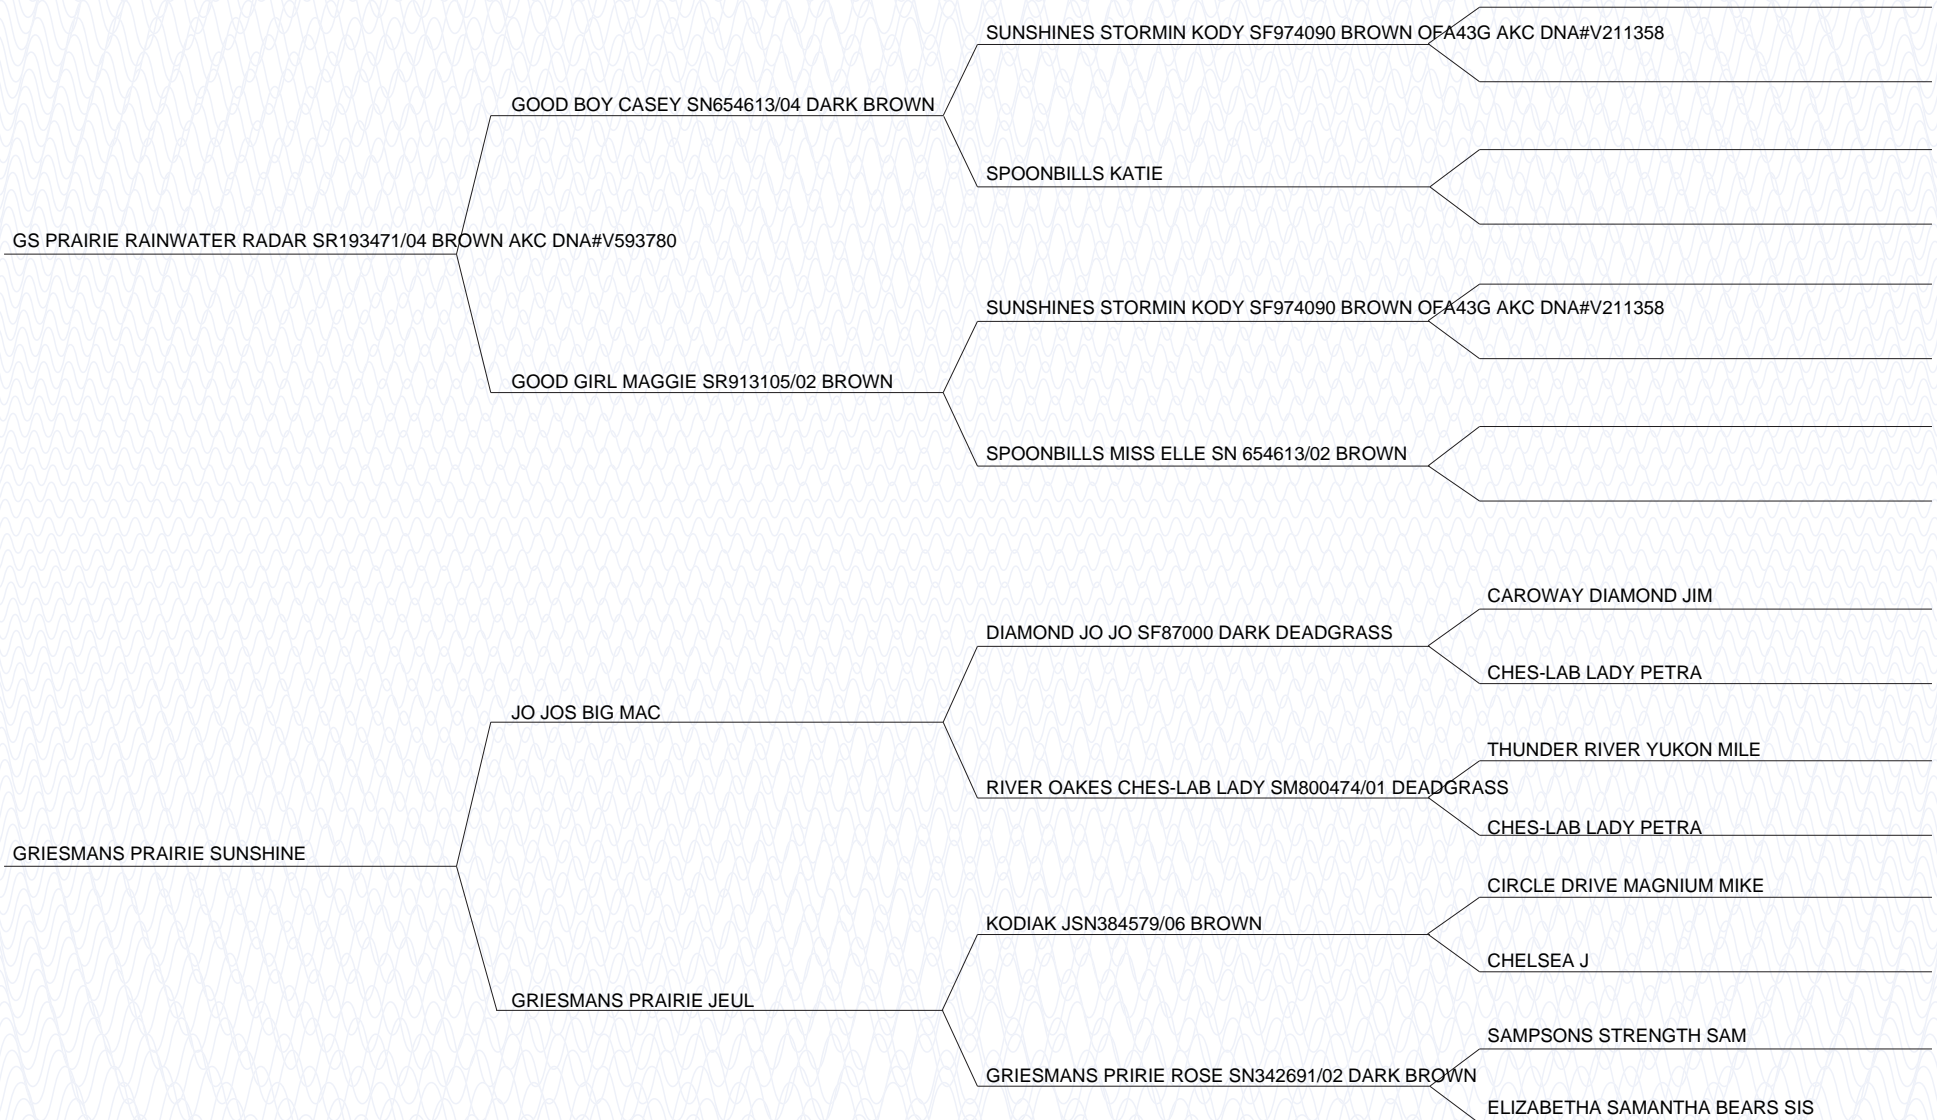 SUNSHINES STORMIN KODY SF974090 BROWN OFA43G AKC DNA#V211358
GOOD BOY CASEY SN654613/04 DARK BROWN
SPOONBILLS KATIE
GS PRAIRIE RAINWATER RADAR SR193471/04 BROWN AKC DNA#V593780
SUNSHINES STORMIN KODY SF974090 BROWN OFA43G AKC DNA#V211358
GOOD GIRL MAGGIE SR913105/02 BROWN
SPOONBILLS MISS ELLE SN 654613/02 BROWN
CAROWAY DIAMOND JIM
DIAMOND JO JO SF87000 DARK DEADGRASS
CHES-LAB LADY PETRA
JO JOS BIG MAC
THUNDER RIVER YUKON MILE
RIVER OAKES CHES-LAB LADY SM800474/01 DEADGRASS
CHES-LAB LADY PETRA
GRIESMANS PRAIRIE SUNSHINE
CIRCLE DRIVE MAGNIUM MIKE
KODIAK JSN384579/06 BROWN
CHELSEA J
GRIESMANS PRAIRIE JEUL
SAMPSONS STRENGTH SAM
GRIESMANS PRIRIE ROSE SN342691/02 DARK BROWN
ELIZABETHA SAMANTHA BEARS SIS